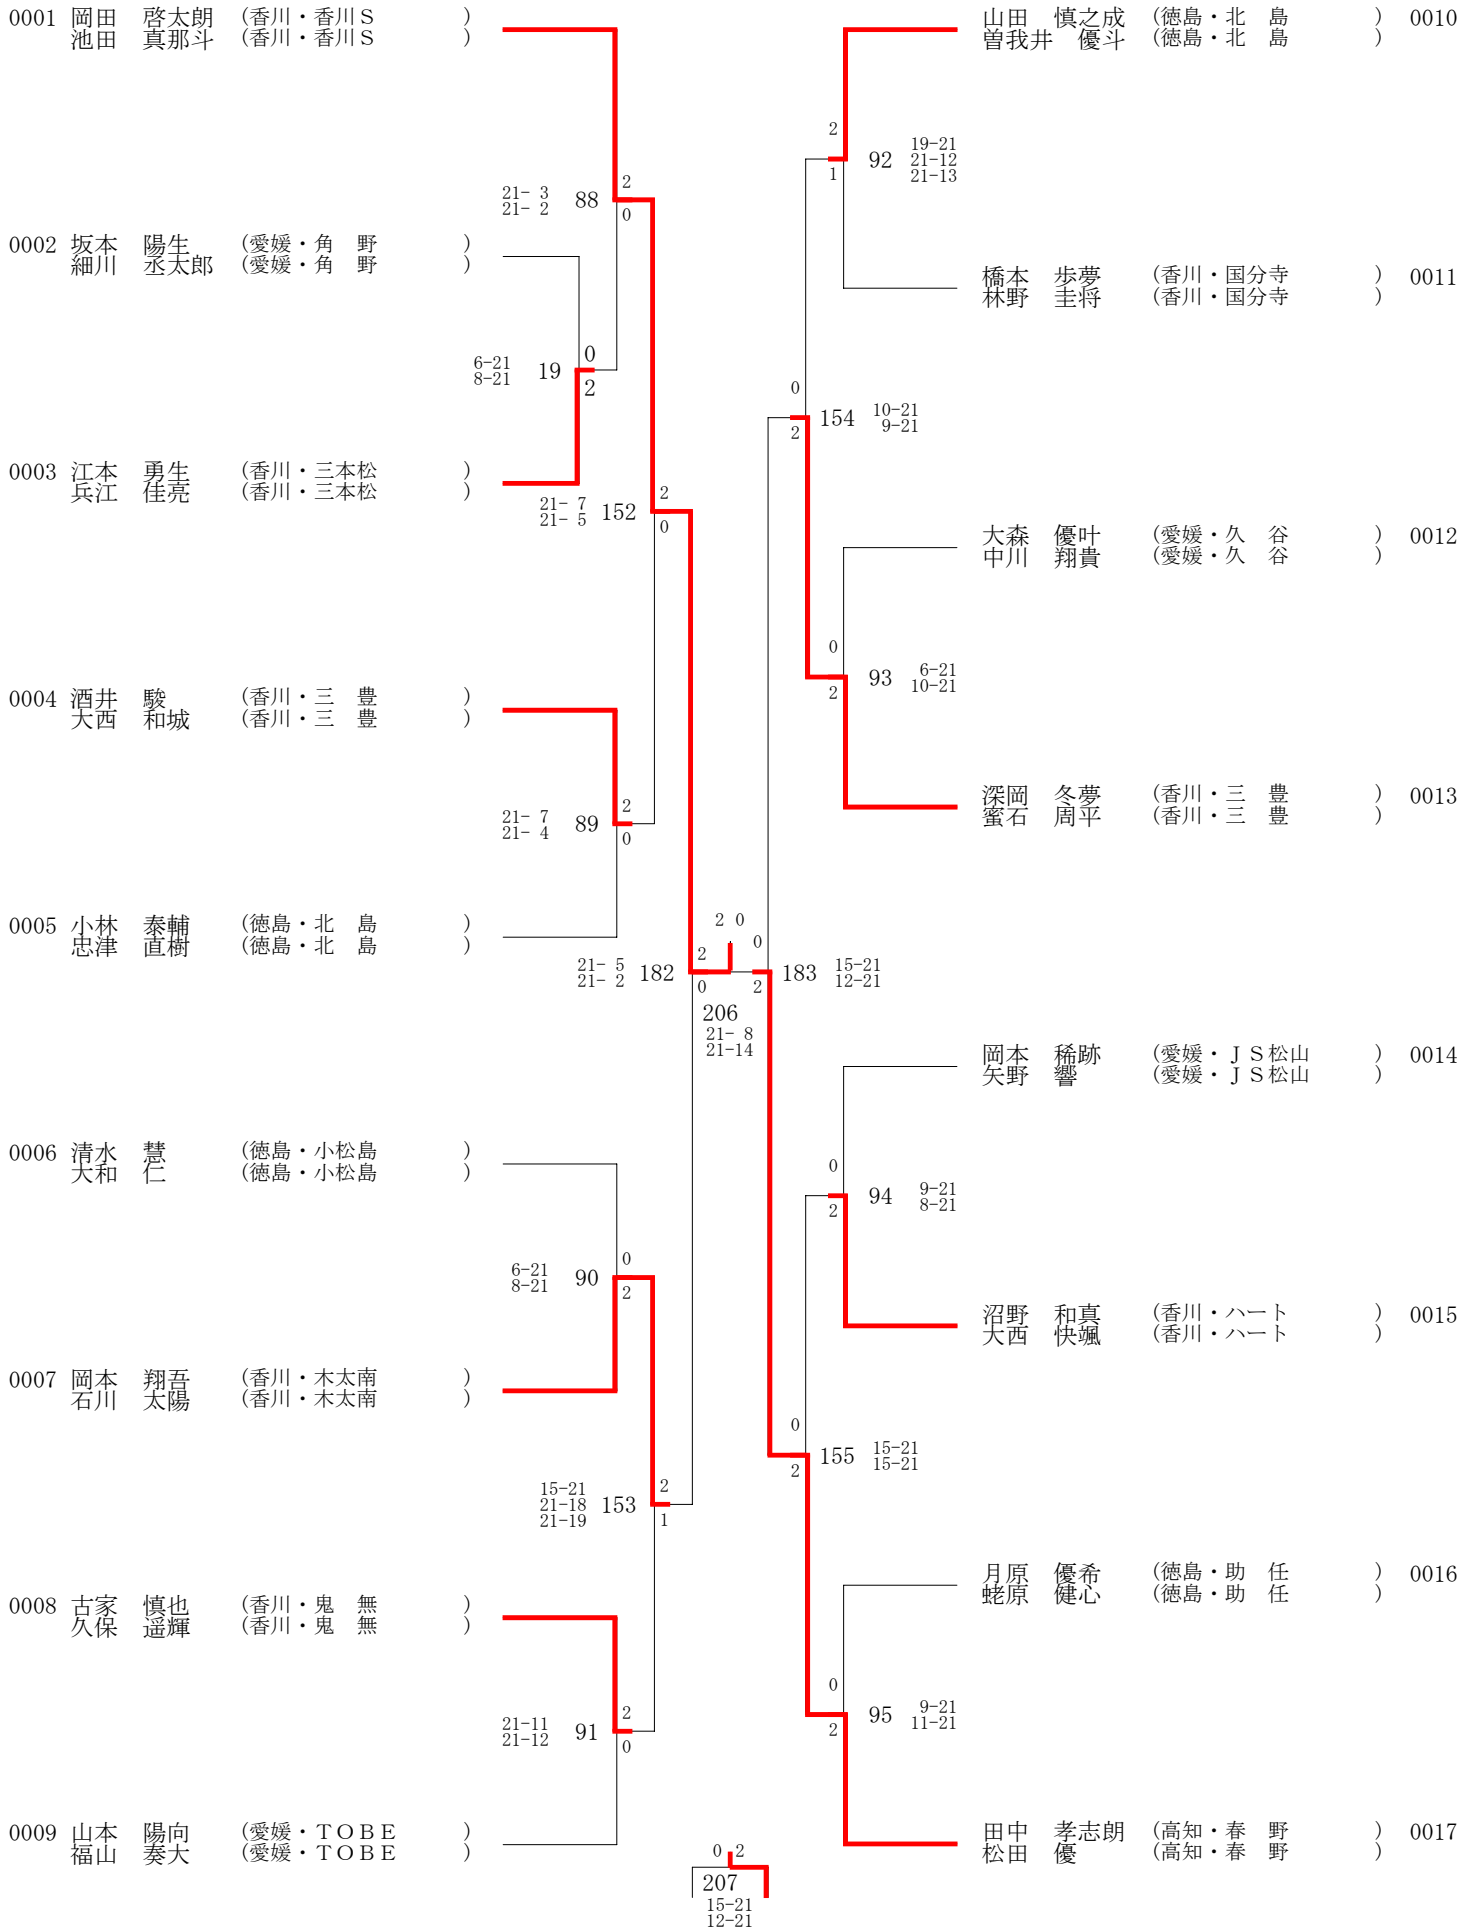 0001 岡田　啓太朗 (香川・香川Ｓ )
池田　真那斗 (香川・香川Ｓ )
21- 3
21- 2
88
2
0
0002 坂本　陽生 (愛媛・角　野 )
細川　丞太郎 (愛媛・角　野 )
6-21
8-21
19
0
2
0003 江本　勇生 (香川・三本松 )
兵江　佳亮 (香川・三本松 )
21- 7
21- 5
152
2
0
0004 酒井　駿 (香川・三　豊 )
大西　和城 (香川・三　豊 )
21- 7
21- 4
89
2
0
0005 小林　泰輔 (徳島・北　島 )
忠津　直樹 (徳島・北　島 )
21- 5
21- 2
182
2
0
0006 清水　慧 (徳島・小松島 )
大和　仁 (徳島・小松島 )
6-21
8-21
90
0
2
0007 岡本　翔吾 (香川・木太南 )
石川　太陽 (香川・木太南 )
15-21
21-18
21-19
153
2
1
0008 古家　慎也 (香川・鬼　無 )
久保　遥輝 (香川・鬼　無 )
21-11
21-12
91
2
0
0009 山本　陽向 (愛媛・ＴＯＢＥ )
福山　奏大 (愛媛・ＴＯＢＥ )
2 0
206
21- 8
21-14
0 2
207
15-21
12-21
山田　慎之成 (徳島・北　島 ) 0010
曽我井　優斗 (徳島・北　島 )
2
1
92
19-21
21-12
21-13
橋本　歩夢 (香川・国分寺 ) 0011
林野　圭将 (香川・国分寺 )
0
2
154
10-21
9-21
大森　優叶 (愛媛・久　谷 ) 0012
中川　翔貴 (愛媛・久　谷 )
0
2
93
6-21
10-21
深岡　冬夢 (香川・三　豊 ) 0013
蜜石　周平 (香川・三　豊 )
0
2
183
15-21
12-21
岡本　稀跡 (愛媛・ＪＳ松山 ) 0014
矢野　響 (愛媛・ＪＳ松山 )
0
2
94
9-21
8-21
沼野　和真 (香川・ハート ) 0015
大西　快颯 (香川・ハート )
0
2
155
15-21
15-21
月原　優希 (徳島・助　任 ) 0016
蛯原　健心 (徳島・助　任 )
0
2
95
9-21
11-21
田中　孝志朗 (高知・春　野 ) 0017
松田　優 (高知・春　野 )